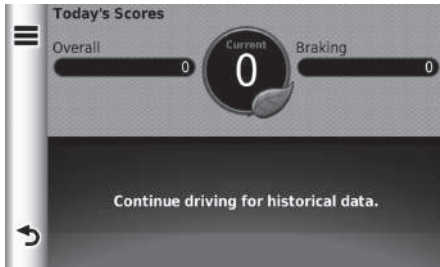 Today's Scores
Overall
0
Current
0
Braking
0
Continue driving for historical data.